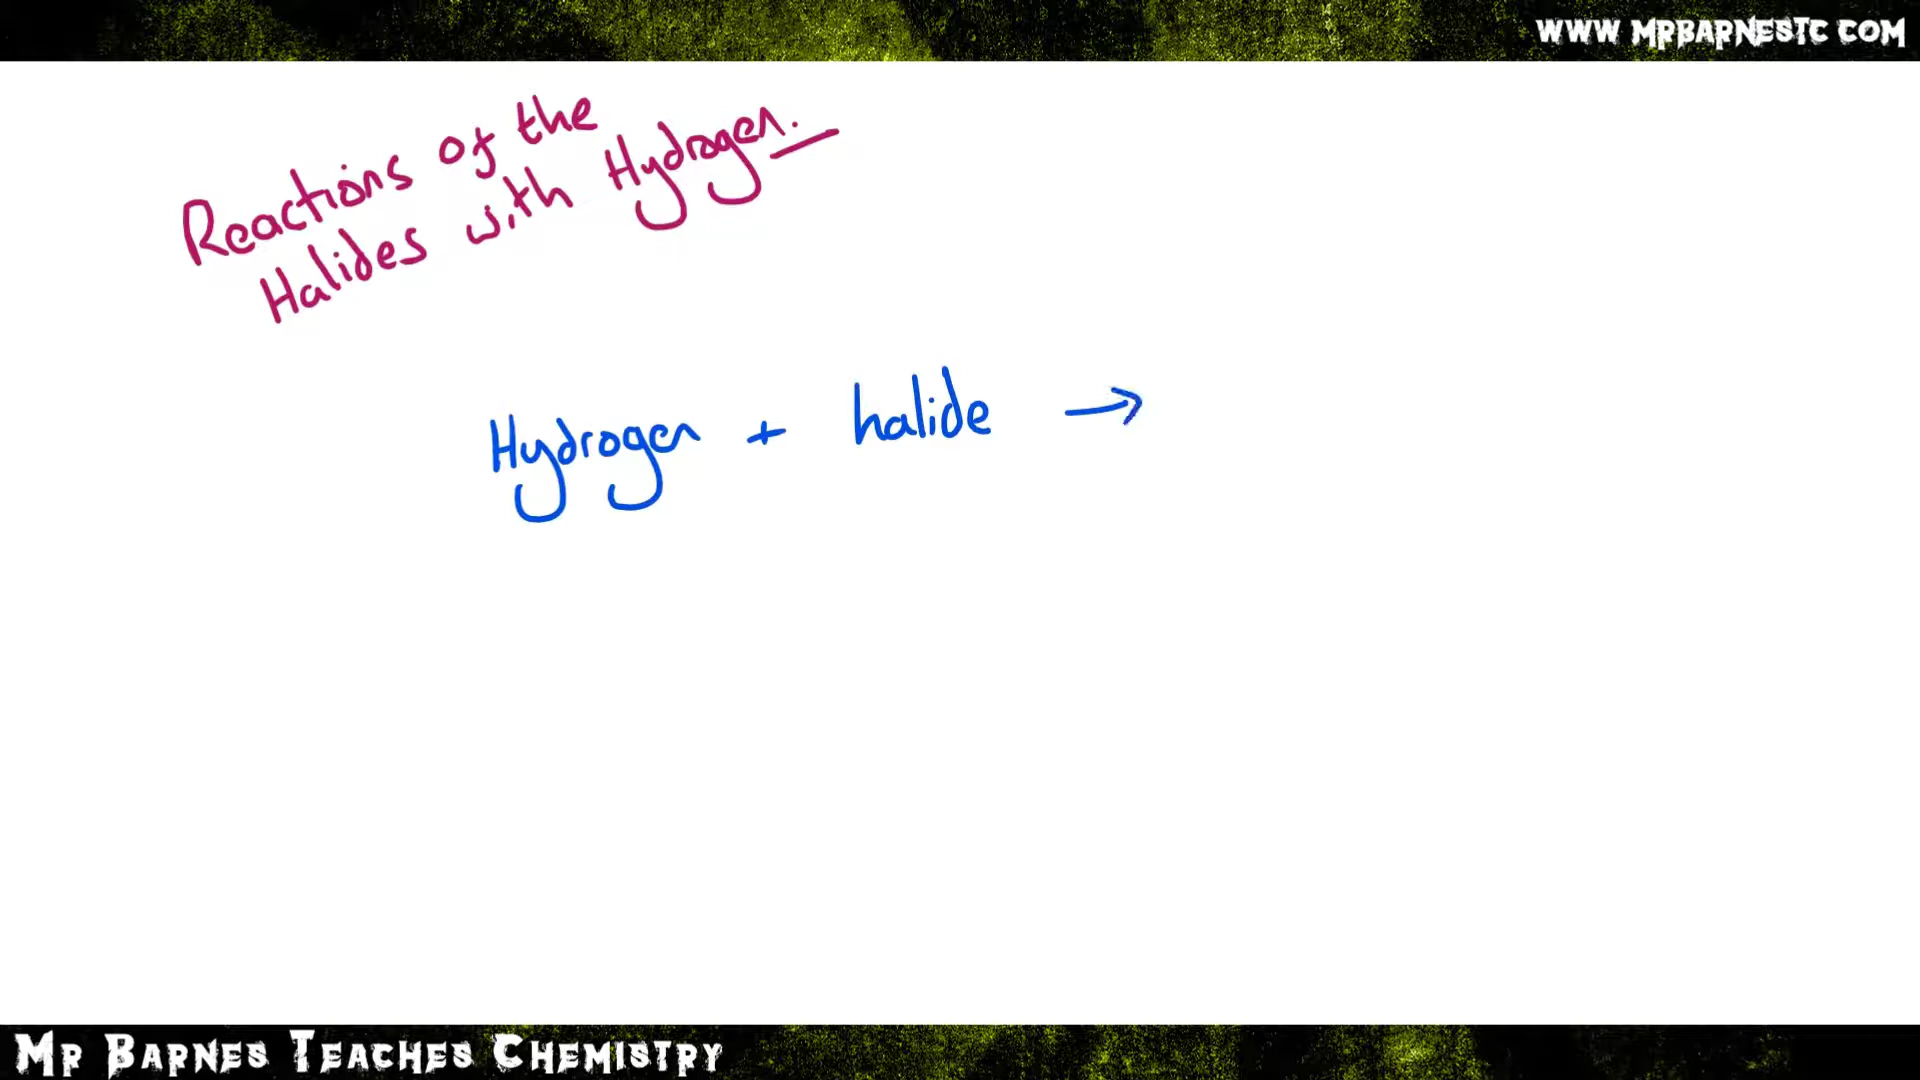 WWW MRBARNESTC COM
Reactions of the
Halides with Hydrogen.
Hydrogen + halide →
MR BARNES TEACHES CHEMISTRY